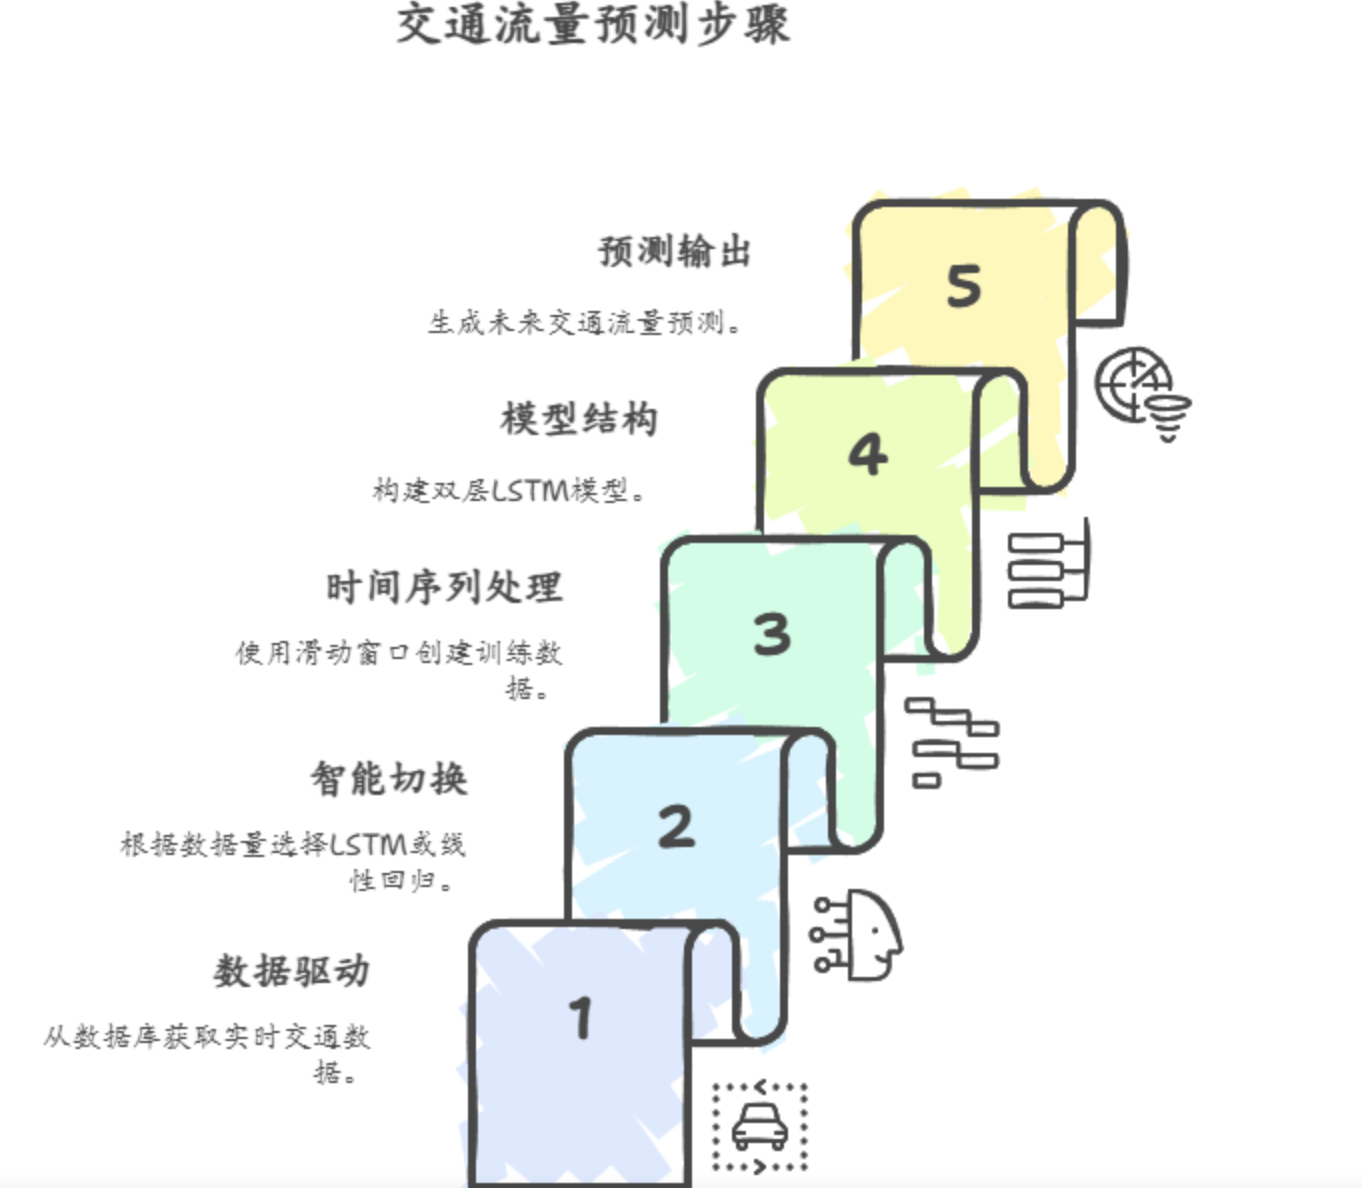 交通流量预测步骤
5
预测输出
生成未来交通流量预测。
4
模型结构
构建双层LSTM模型。
3
时间序列处理
使用滑动窗口创建训练数
据。
2
智能切换
根据数据量选择LSTM或线
性回归。
1
数据驱动
从数据库获取实时交通数
据。